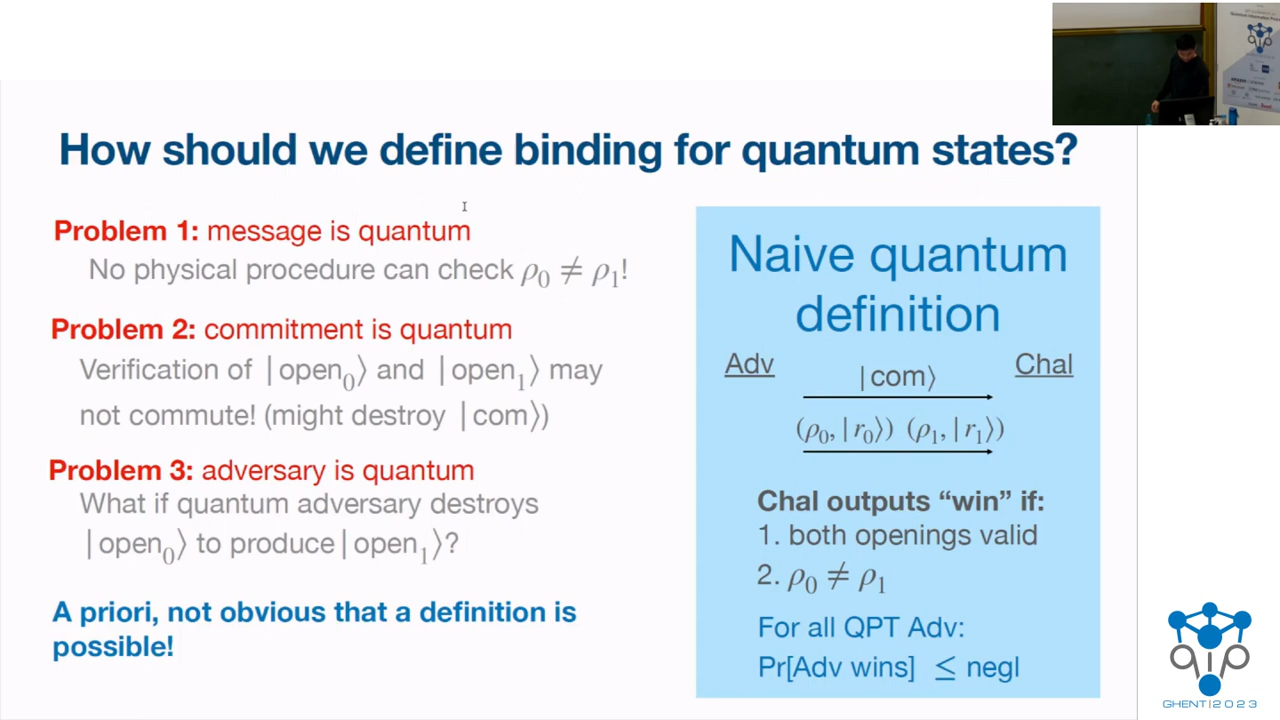 How should we define binding for quantum states?
Problem 1: message is quantum
No physical procedure can check ρ₀ ≠ ρ₁!
Problem 2: commitment is quantum
Verification of |open₀⟩ and |open₁⟩ may
not commute! (might destroy |com⟩)
Problem 3: adversary is quantum
What if quantum adversary destroys
|open₀⟩ to produce |open₁⟩?
A priori, not obvious that a definition is
possible!
Naive quantum
definition
Adv
Chal
|com⟩
(ρ₀, |r₀⟩) (ρ₁, |r₁⟩)
Chal outputs “win” if:
1. both openings valid
2. ρ₀ ≠ ρ₁
For all QPT Adv:
Pr[Adv wins] ≤ negl
qip
GHENT|2023